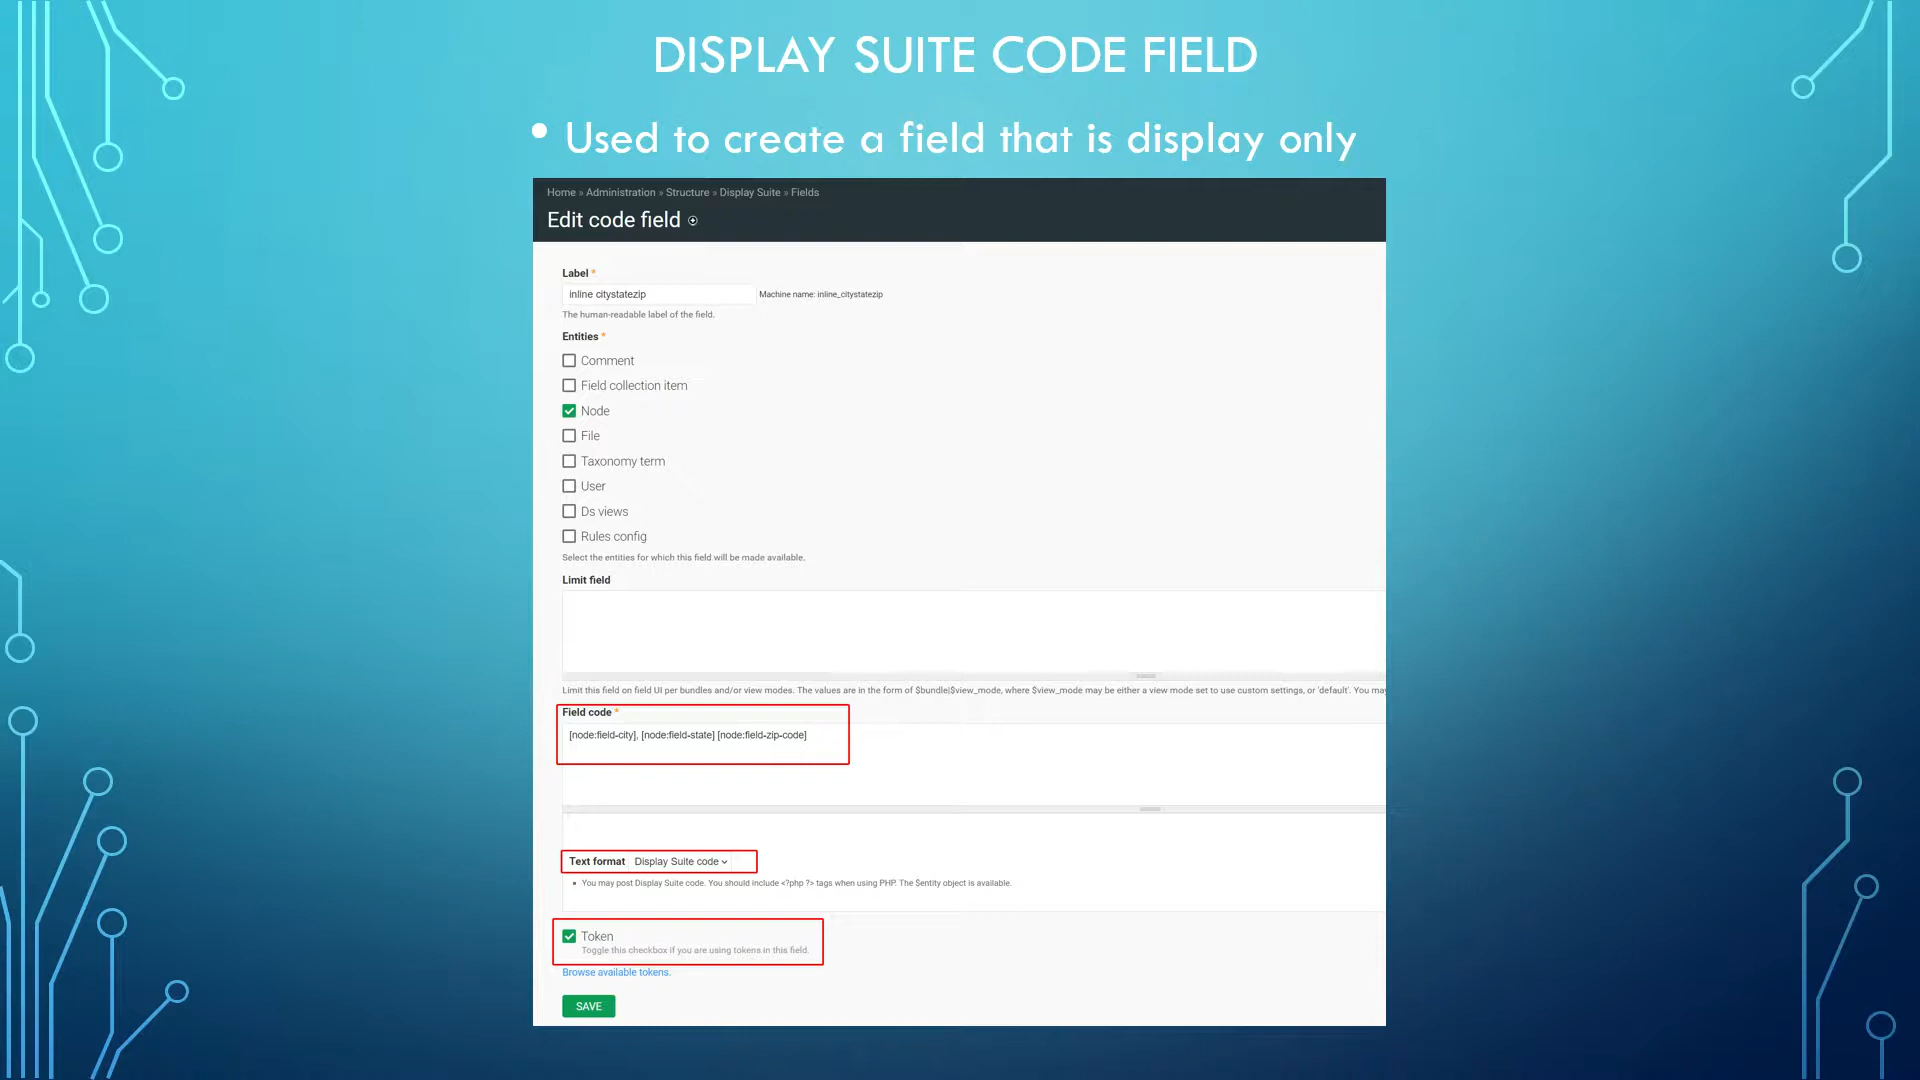 DISPLAY SUITE CODE FIELD
• Used to create a field that is display only
Home » Administration » Structure » Display Suite » Fields
Edit code field
Label *
inline citystatezip
Machine name: inline_citystatezip
The human-readable label of the field.
Entities *
Comment
Field collection item
Node
File
Taxonomy term
User
Ds views
Rules config
Select the entities for which this field will be made available.
Limit field
Limit this field on field UI per bundles and/or view modes. The values are in the form of $bundle|$view_mode, where $view_mode may be either a view mode set to use custom settings, or 'default'. You may
Field code *
[node:field-city], [node:field-state] [node:field-zip-code]
Text format Display Suite code
You may post Display Suite code. You should include <?php ?> tags when using PHP. The $entity object is available.
Token
Toggle this checkbox if you are using tokens in this field.
Browse available tokens.
SAVE